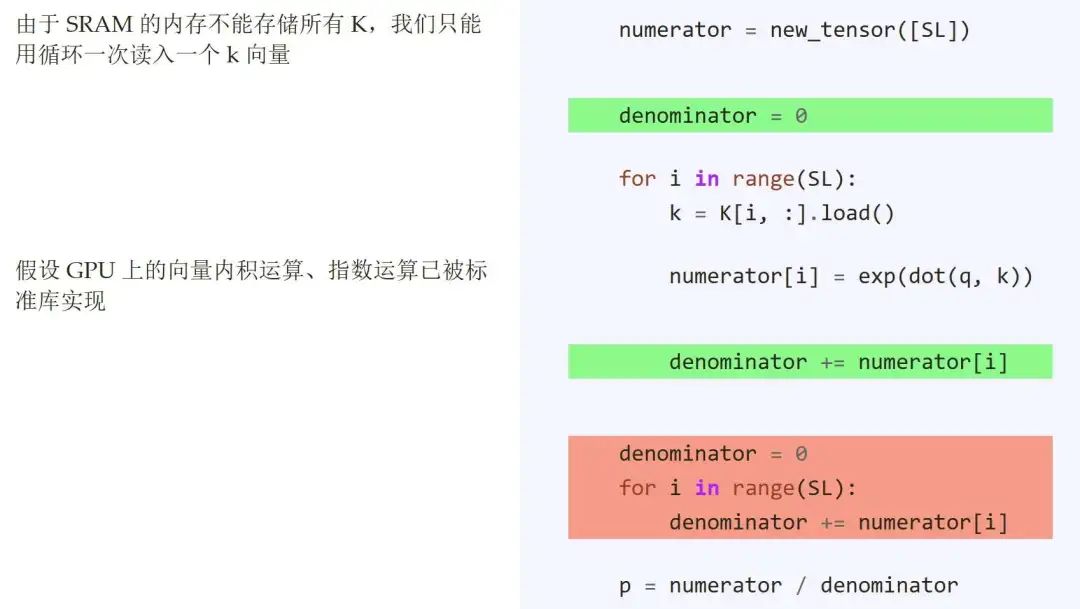 由于 SRAM 的内存不能存储所有 K，我们只能
用循环一次读入一个 k 向量
假设 GPU 上的向量内积运算、指数运算已被标
准库实现
numerator = new_tensor([SL])
denominator = 0
for i in range(SL):
    k = K[i, :].load()
    numerator[i] = exp(dot(q, k))
    denominator += numerator[i]
denominator = 0
for i in range(SL):
    denominator += numerator[i]
p = numerator / denominator